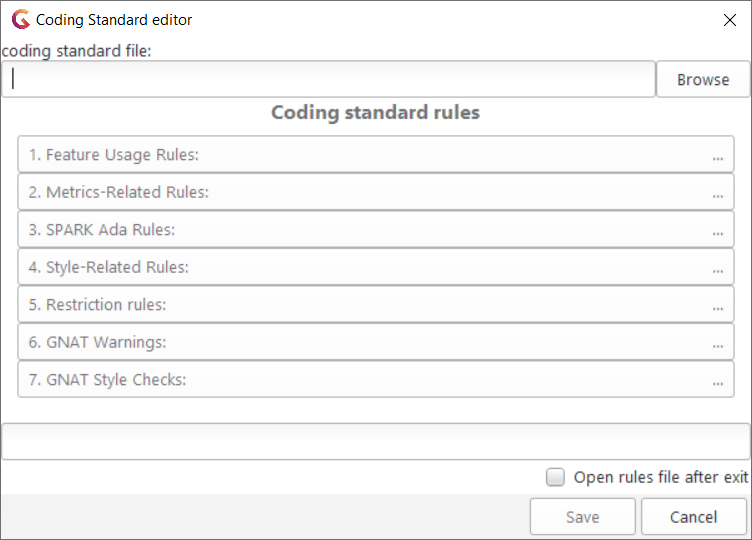 Coding Standard editor
coding standard file:
Browse
Coding standard rules
1. Feature Usage Rules: ...
2. Metrics-Related Rules: ...
3. SPARK Ada Rules: ...
4. Style-Related Rules: ...
5. Restriction rules: ...
6. GNAT Warnings: ...
7. GNAT Style Checks: ...
Open rules file after exit
Save Cancel